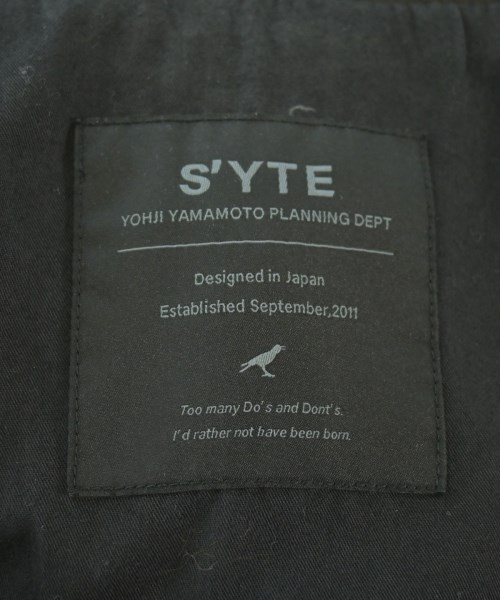 S'YTE
YOHJI YAMAMOTO PLANNING DEPT
Designed in Japan
Established September,2011
Too many Do's and Dont's.
I'd rather not have been born.